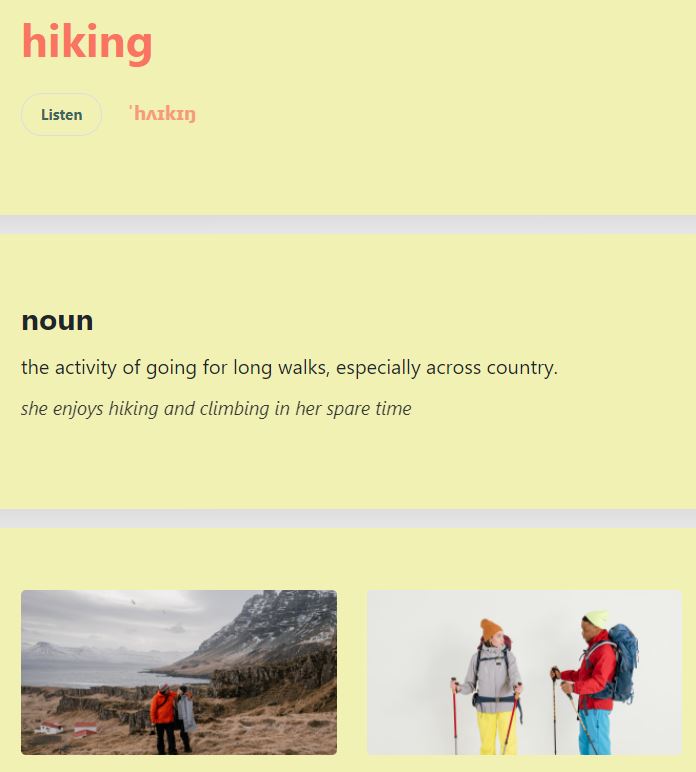 hiking
Listen
ˈhʌɪkɪŋ
noun
the activity of going for long walks, especially across country.
she enjoys hiking and climbing in her spare time